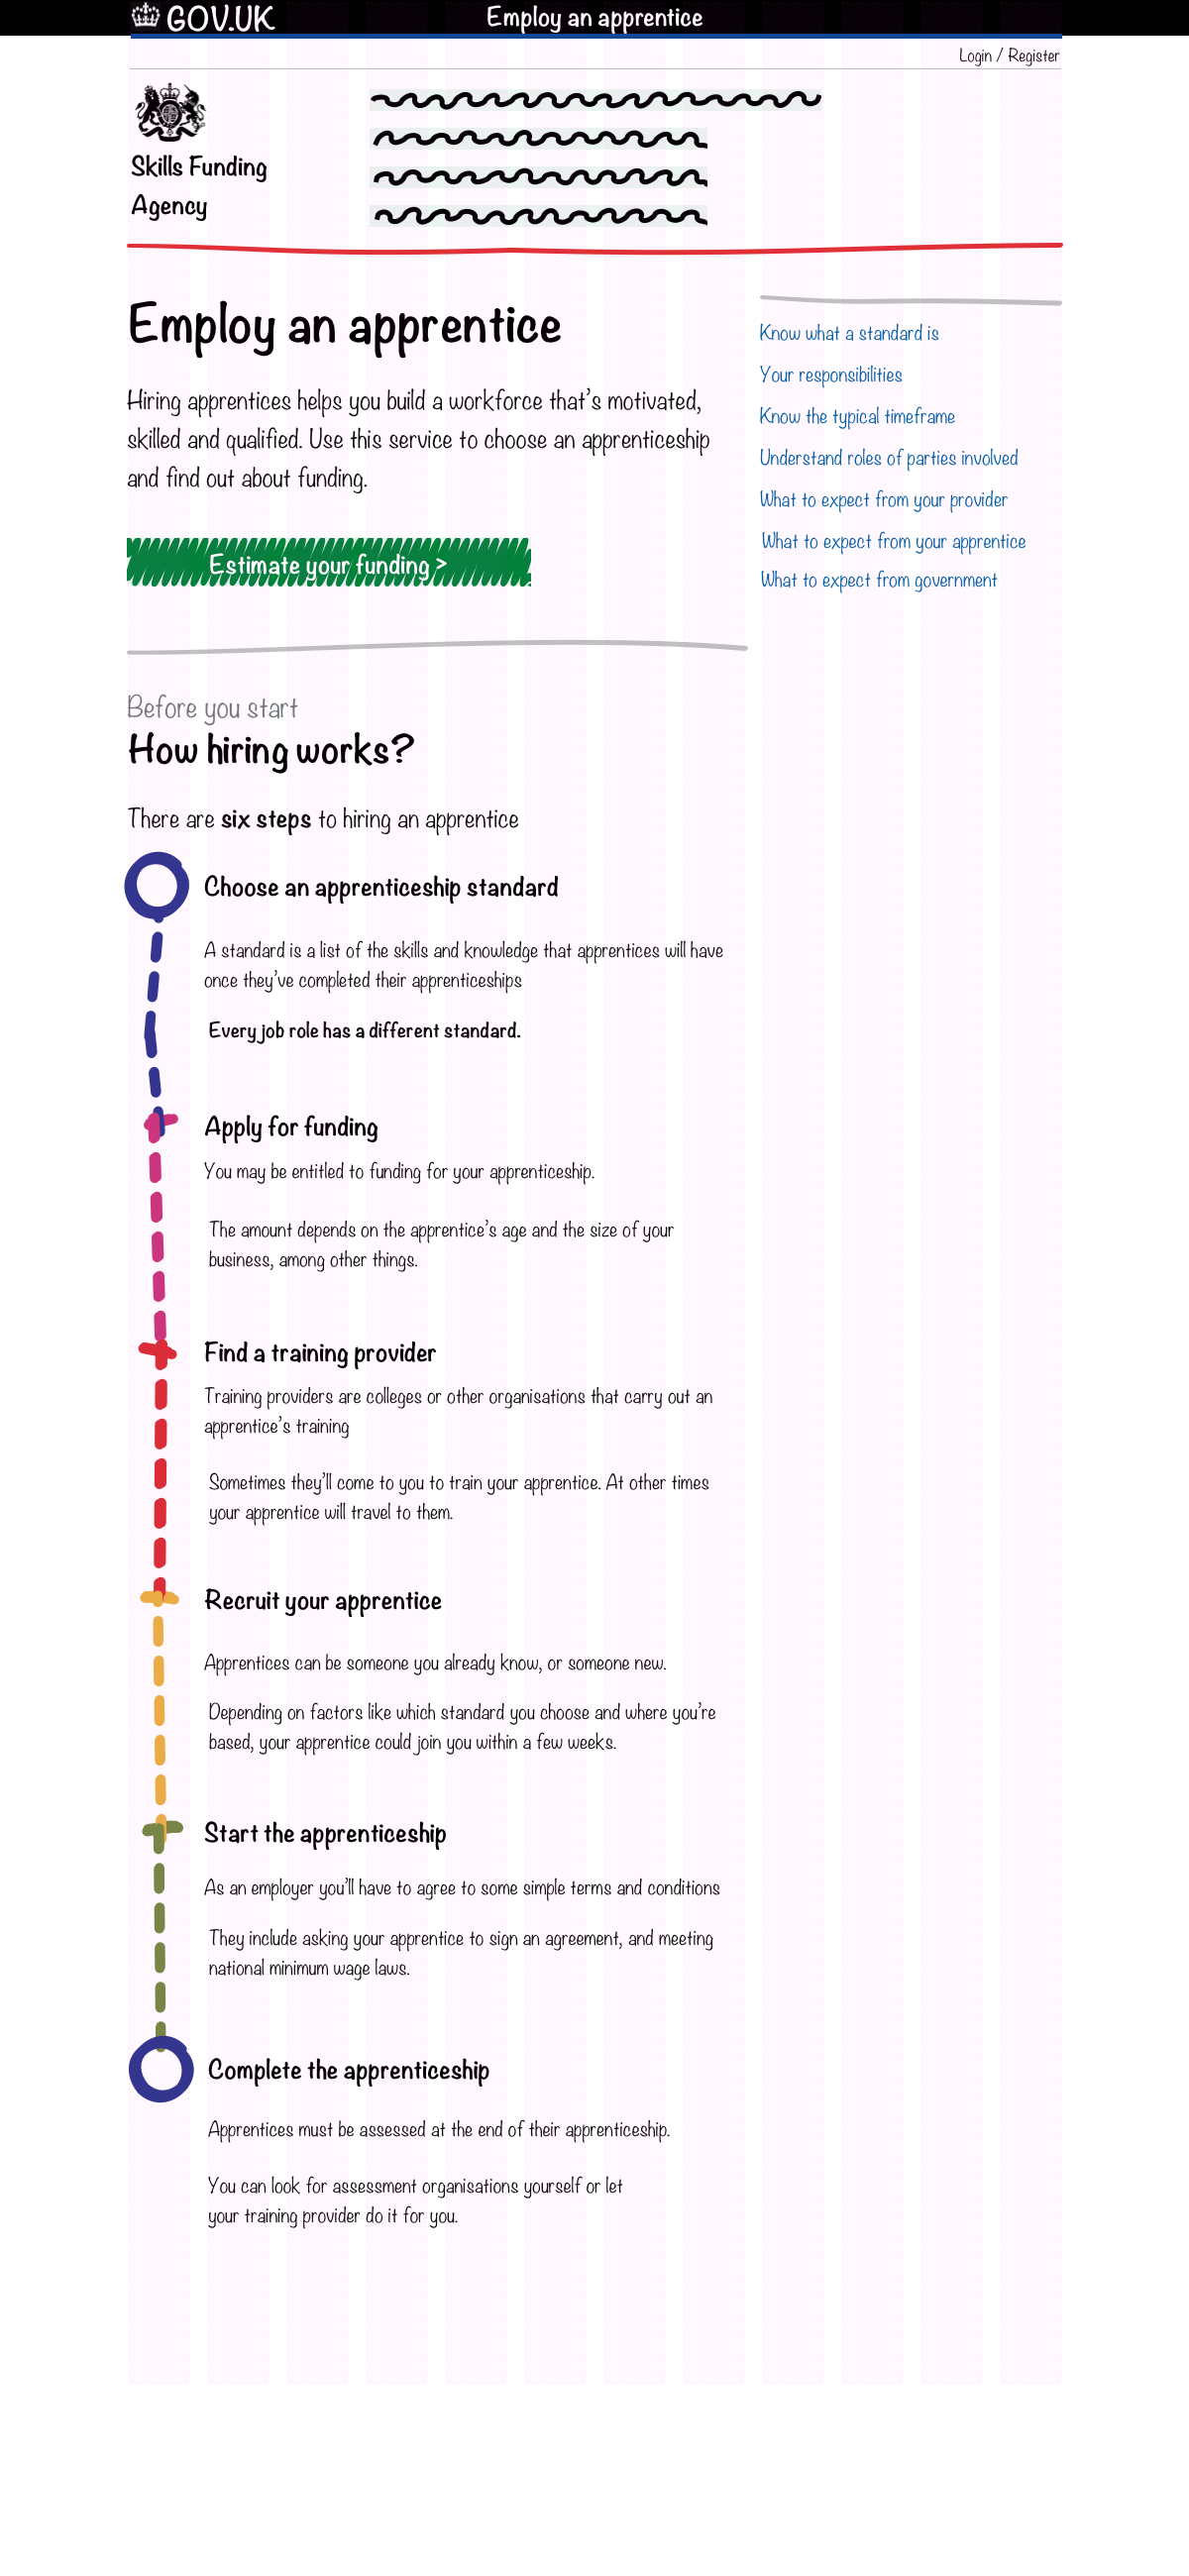 GOV.UK
Employ an apprentice
Login / Register
Skills Funding
Agency
Employ an apprentice
Hiring apprentices helps you build a workforce that's motivated,
skilled and qualified. Use this service to choose an apprenticeship
and find out about funding.
Estimate your funding >
Know what a standard is
Your responsibilities
Know the typical timeframe
Understand roles of parties involved
What to expect from your provider
What to expect from your apprentice
What to expect from government
Before you start
How hiring works?
There are six steps to hiring an apprentice
Choose an apprenticeship standard
A standard is a list of the skills and knowledge that apprentices will have
once they've completed their apprenticeships
Every job role has a different standard.
Apply for funding
You may be entitled to funding for your apprenticeship.
The amount depends on the apprentice's age and the size of your
business, among other things.
Find a training provider
Training providers are colleges or other organisations that carry out an
apprentice's training
Sometimes they'll come to you to train your apprentice. At other times
your apprentice will travel to them.
Recruit your apprentice
Apprentices can be someone you already know, or someone new.
Depending on factors like which standard you choose and where you're
based, your apprentice could join you within a few weeks.
Start the apprenticeship
As an employer you'll have to agree to some simple terms and conditions
They include asking your apprentice to sign an agreement, and meeting
national minimum wage laws.
Complete the apprenticeship
Apprentices must be assessed at the end of their apprenticeship.
You can look for assessment organisations yourself or let
your training provider do it for you.